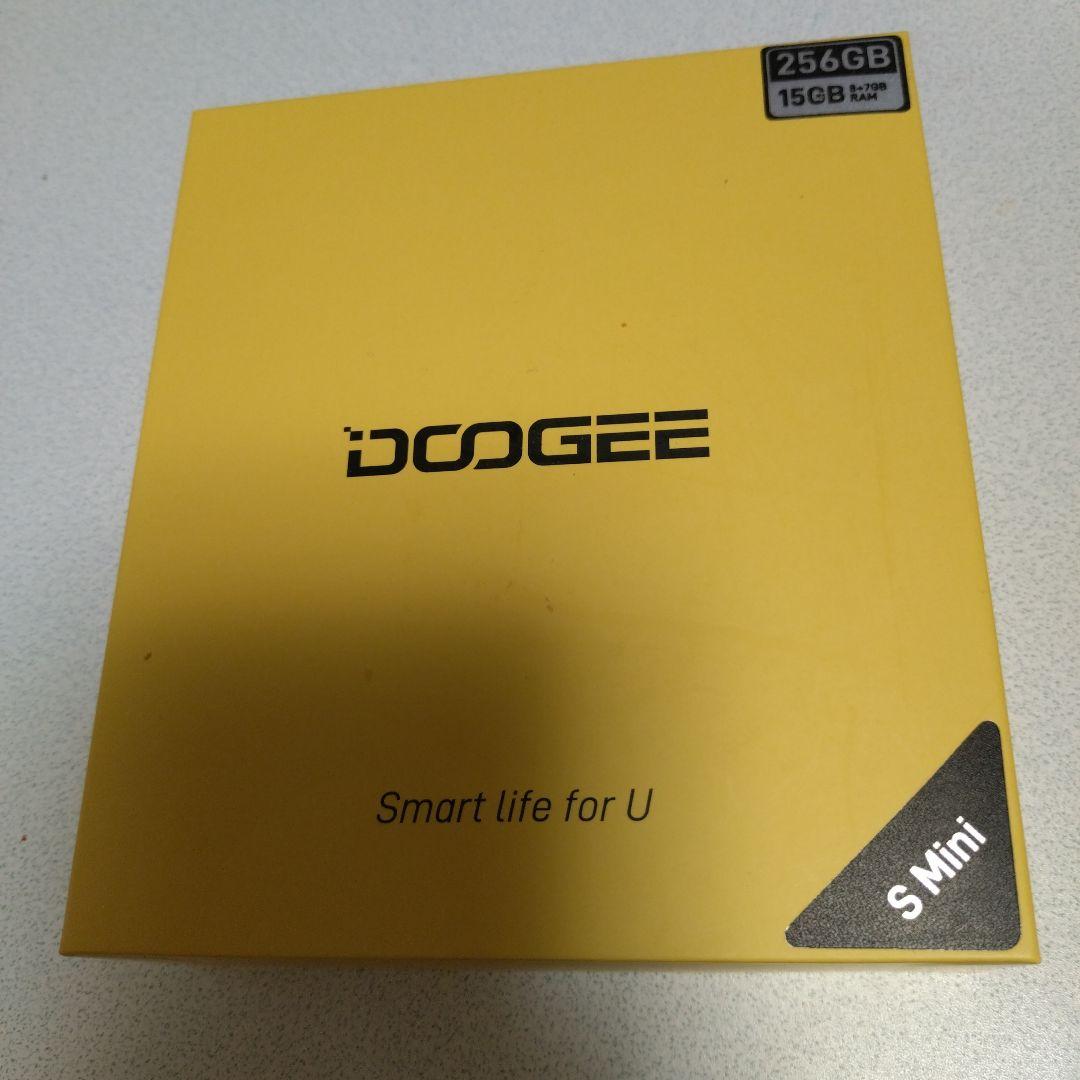 256GB
15GB 8+7GB RAM
DOOGEE
Smart life for U
S Mini